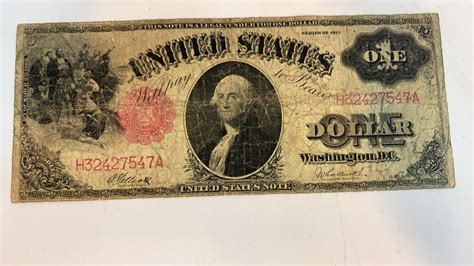 THIS NOTE IS A LEGAL TENDER FOR ONE DOLLAR
SERIES OF 1917
UNITED STATES
ONE
Will pay to Bearer
H32427547A
ONE
DOLLAR
Washington, D.C.
H32427547A
UNITED STATES NOTE